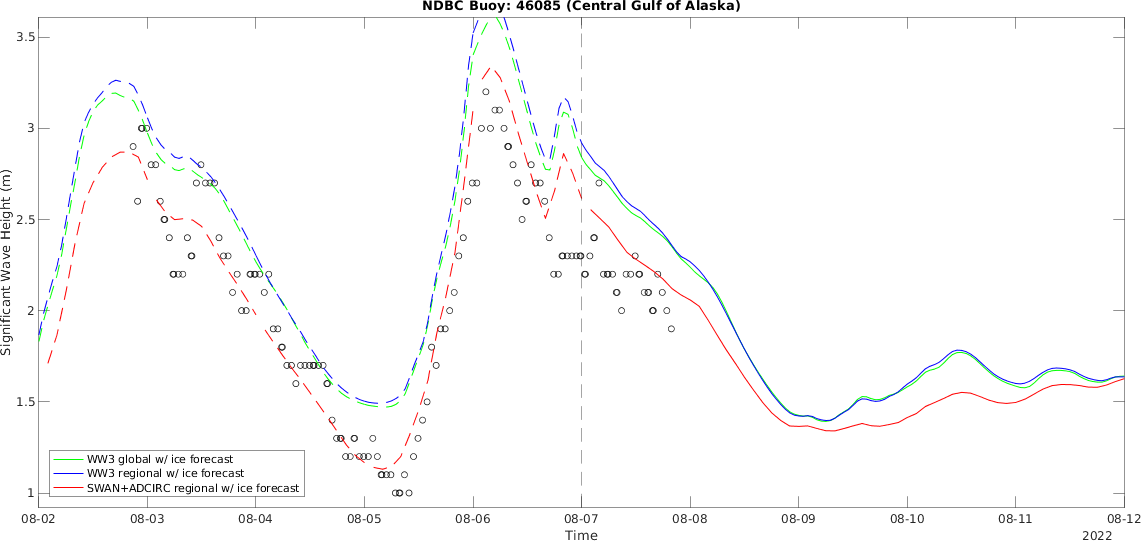 NDBC Buoy: 46085 (Central Gulf of Alaska)
Significant Wave Height (m)
3.5
3
2.5
2
1.5
1
WW3 global w/ ice forecast
WW3 regional w/ ice forecast
SWAN+ADCIRC regional w/ ice forecast
08-02 08-03 08-04 08-05 08-06 08-07 08-08 08-09 08-10 08-11 08-12
Time
2022